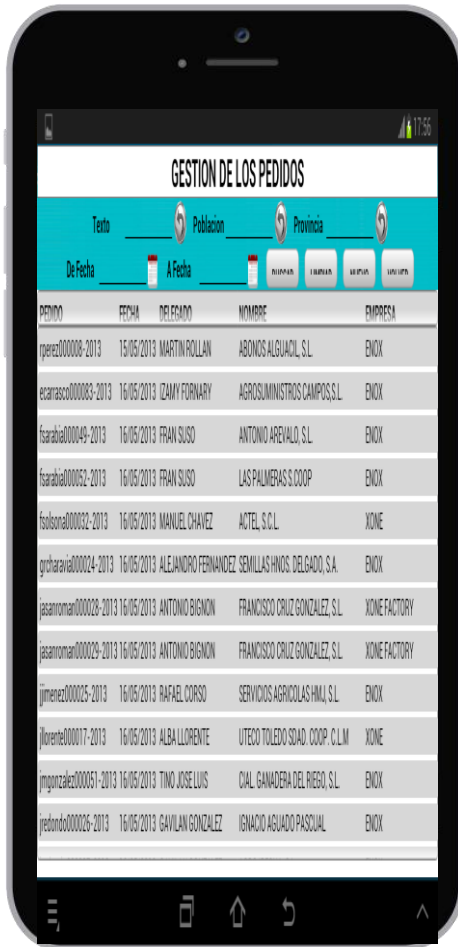 17:56
GESTION DE LOS PEDIDOS
Texto Poblacion Provincia
De Fecha A Fecha
PEDIDO FECHA DELEGADO NOMBRE EMPRESA
rperez000008-2013 15/05/2013 MARTIN ROLLAN ABONOS ALGUACIL, S.L. ENOX
ecarrasco000083-2013 16/05/2013 IZAMY FORNARY AGROSUMINISTROS CAMPOS,S.L. ENOX
fsarabia000049-2013 16/05/2013 FRAN SUSO ANTONIO AREVALO, S.L. ENOX
fsarabia000052-2013 16/05/2013 FRAN SUSO LAS PALMERAS S.COOP ENOX
fsolsona000032-2013 16/05/2013 MANUEL CHAVEZ ACTEL, S.C.L. XONE
grcharavia000024-2013 16/05/2013 ALEJANDRO FERNANDEZ SEMILLAS HNOS. DELGADO, S.A. ENOX
jasanroman000028-2013 16/05/2013 ANTONIO BIGNON FRANCISCO CRUZ GONZALEZ, S.L. XONE FACTORY
jasanroman000029-2013 16/05/2013 ANTONIO BIGNON FRANCISCO CRUZ GONZALEZ, S.L. XONE FACTORY
jjimenez000025-2013 16/05/2013 RAFAEL CORSO SERVICIOS AGRICOLAS HMJ, S.L. ENOX
jllorente000017-2013 16/05/2013 ALBA LLORENTE UTECO TOLEDO SDAD. COOP. C.L.M XONE
jmgonzalez000051-2013 16/05/2013 TINO JOSE LUIS CIAL. GANADERA DEL RIEGO, S.L. ENOX
jredondo000026-2013 16/05/2013 GAVILAN GONZALEZ IGNACIO AGUADO PASCUAL ENOX